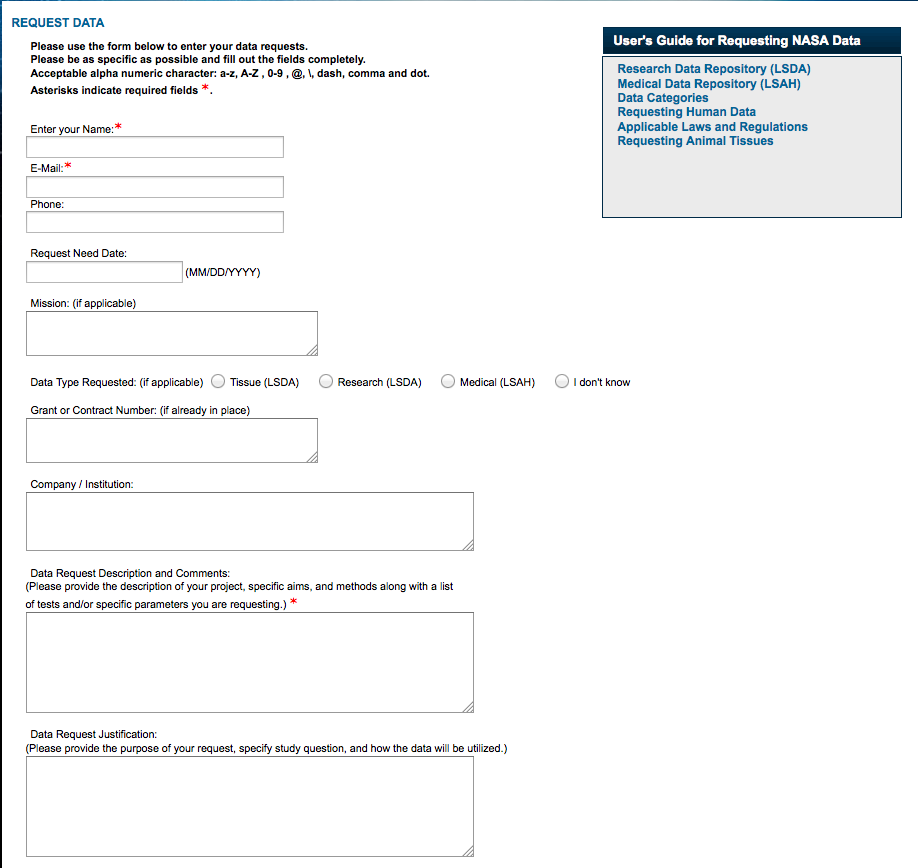 REQUEST DATA
Please use the form below to enter your data requests.
Please be as specific as possible and fill out the fields completely.
Acceptable alpha numeric character: a-z, A-Z , 0-9 , @, \, dash, comma and dot.
Asterisks indicate required fields *.
User's Guide for Requesting NASA Data
Research Data Repository (LSDA)
Medical Data Repository (LSAH)
Data Categories
Requesting Human Data
Applicable Laws and Regulations
Requesting Animal Tissues
Enter your Name:*
E-Mail:*
Phone:
Request Need Date:
(MM/DD/YYYY)
Mission: (if applicable)
Data Type Requested: (if applicable) Tissue (LSDA) Research (LSDA) Medical (LSAH) I don't know
Grant or Contract Number: (if already in place)
Company / Institution:
Data Request Description and Comments:
(Please provide the description of your project, specific aims, and methods along with a list
of tests and/or specific parameters you are requesting.) *
Data Request Justification:
(Please provide the purpose of your request, specify study question, and how the data will be utilized.)